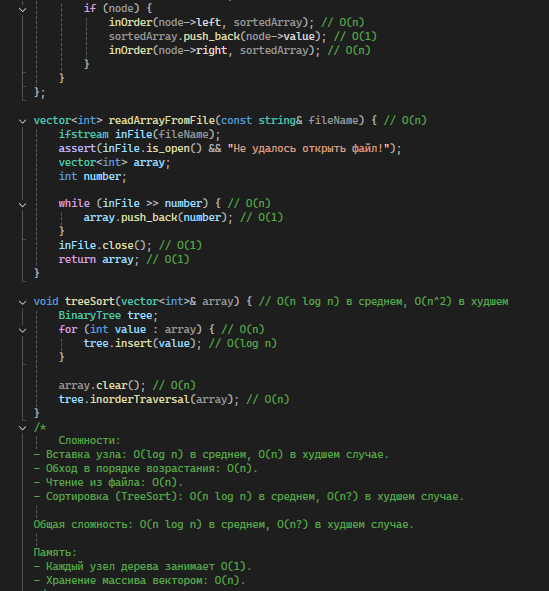 if (node) {
inOrder(node->left, sortedArray); // O(n)
sortedArray.push_back(node->value); // O(1)
inOrder(node->right, sortedArray); // O(n)
}
}
};
vector<int> readArrayFromFile(const string& fileName) { // O(n)
ifstream inFile(fileName);
assert(inFile.is_open() && "Не удалось открыть файл!");
vector<int> array;
int number;
while (inFile >> number) { // O(n)
array.push_back(number); // O(1)
}
inFile.close(); // O(1)
return array; // O(1)
}
void treeSort(vector<int>& array) { // O(n log n) в среднем, O(n^2) в худшем
BinaryTree tree;
for (int value : array) { // O(n)
tree.insert(value); // O(log n)
}
array.clear(); // O(n)
tree.inorderTraversal(array); // O(n)
}
/*
Сложности:
- Вставка узла: O(log n) в среднем, O(n) в худшем случае.
- Обход в порядке возрастания: O(n).
- Чтение из файла: O(n).
- Сортировка (TreeSort): O(n log n) в среднем, O(n?) в худшем случае.
Общая сложность: O(n log n) в среднем, O(n?) в худшем случае.
Память:
- Каждый узел дерева занимает O(1).
- Хранение массива вектором: O(n).